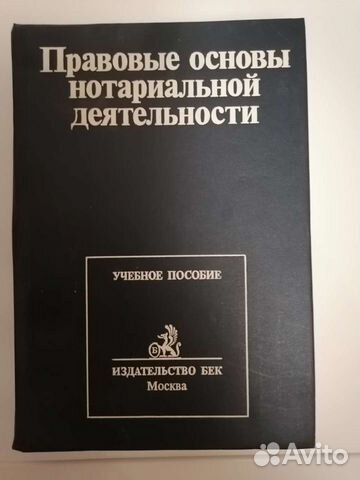 Правовые основы
нотариальной
деятельности
УЧЕБНОЕ ПОСОБИЕ
Б
ИЗДАТЕЛЬСТВО БЕК
Москва
Avito